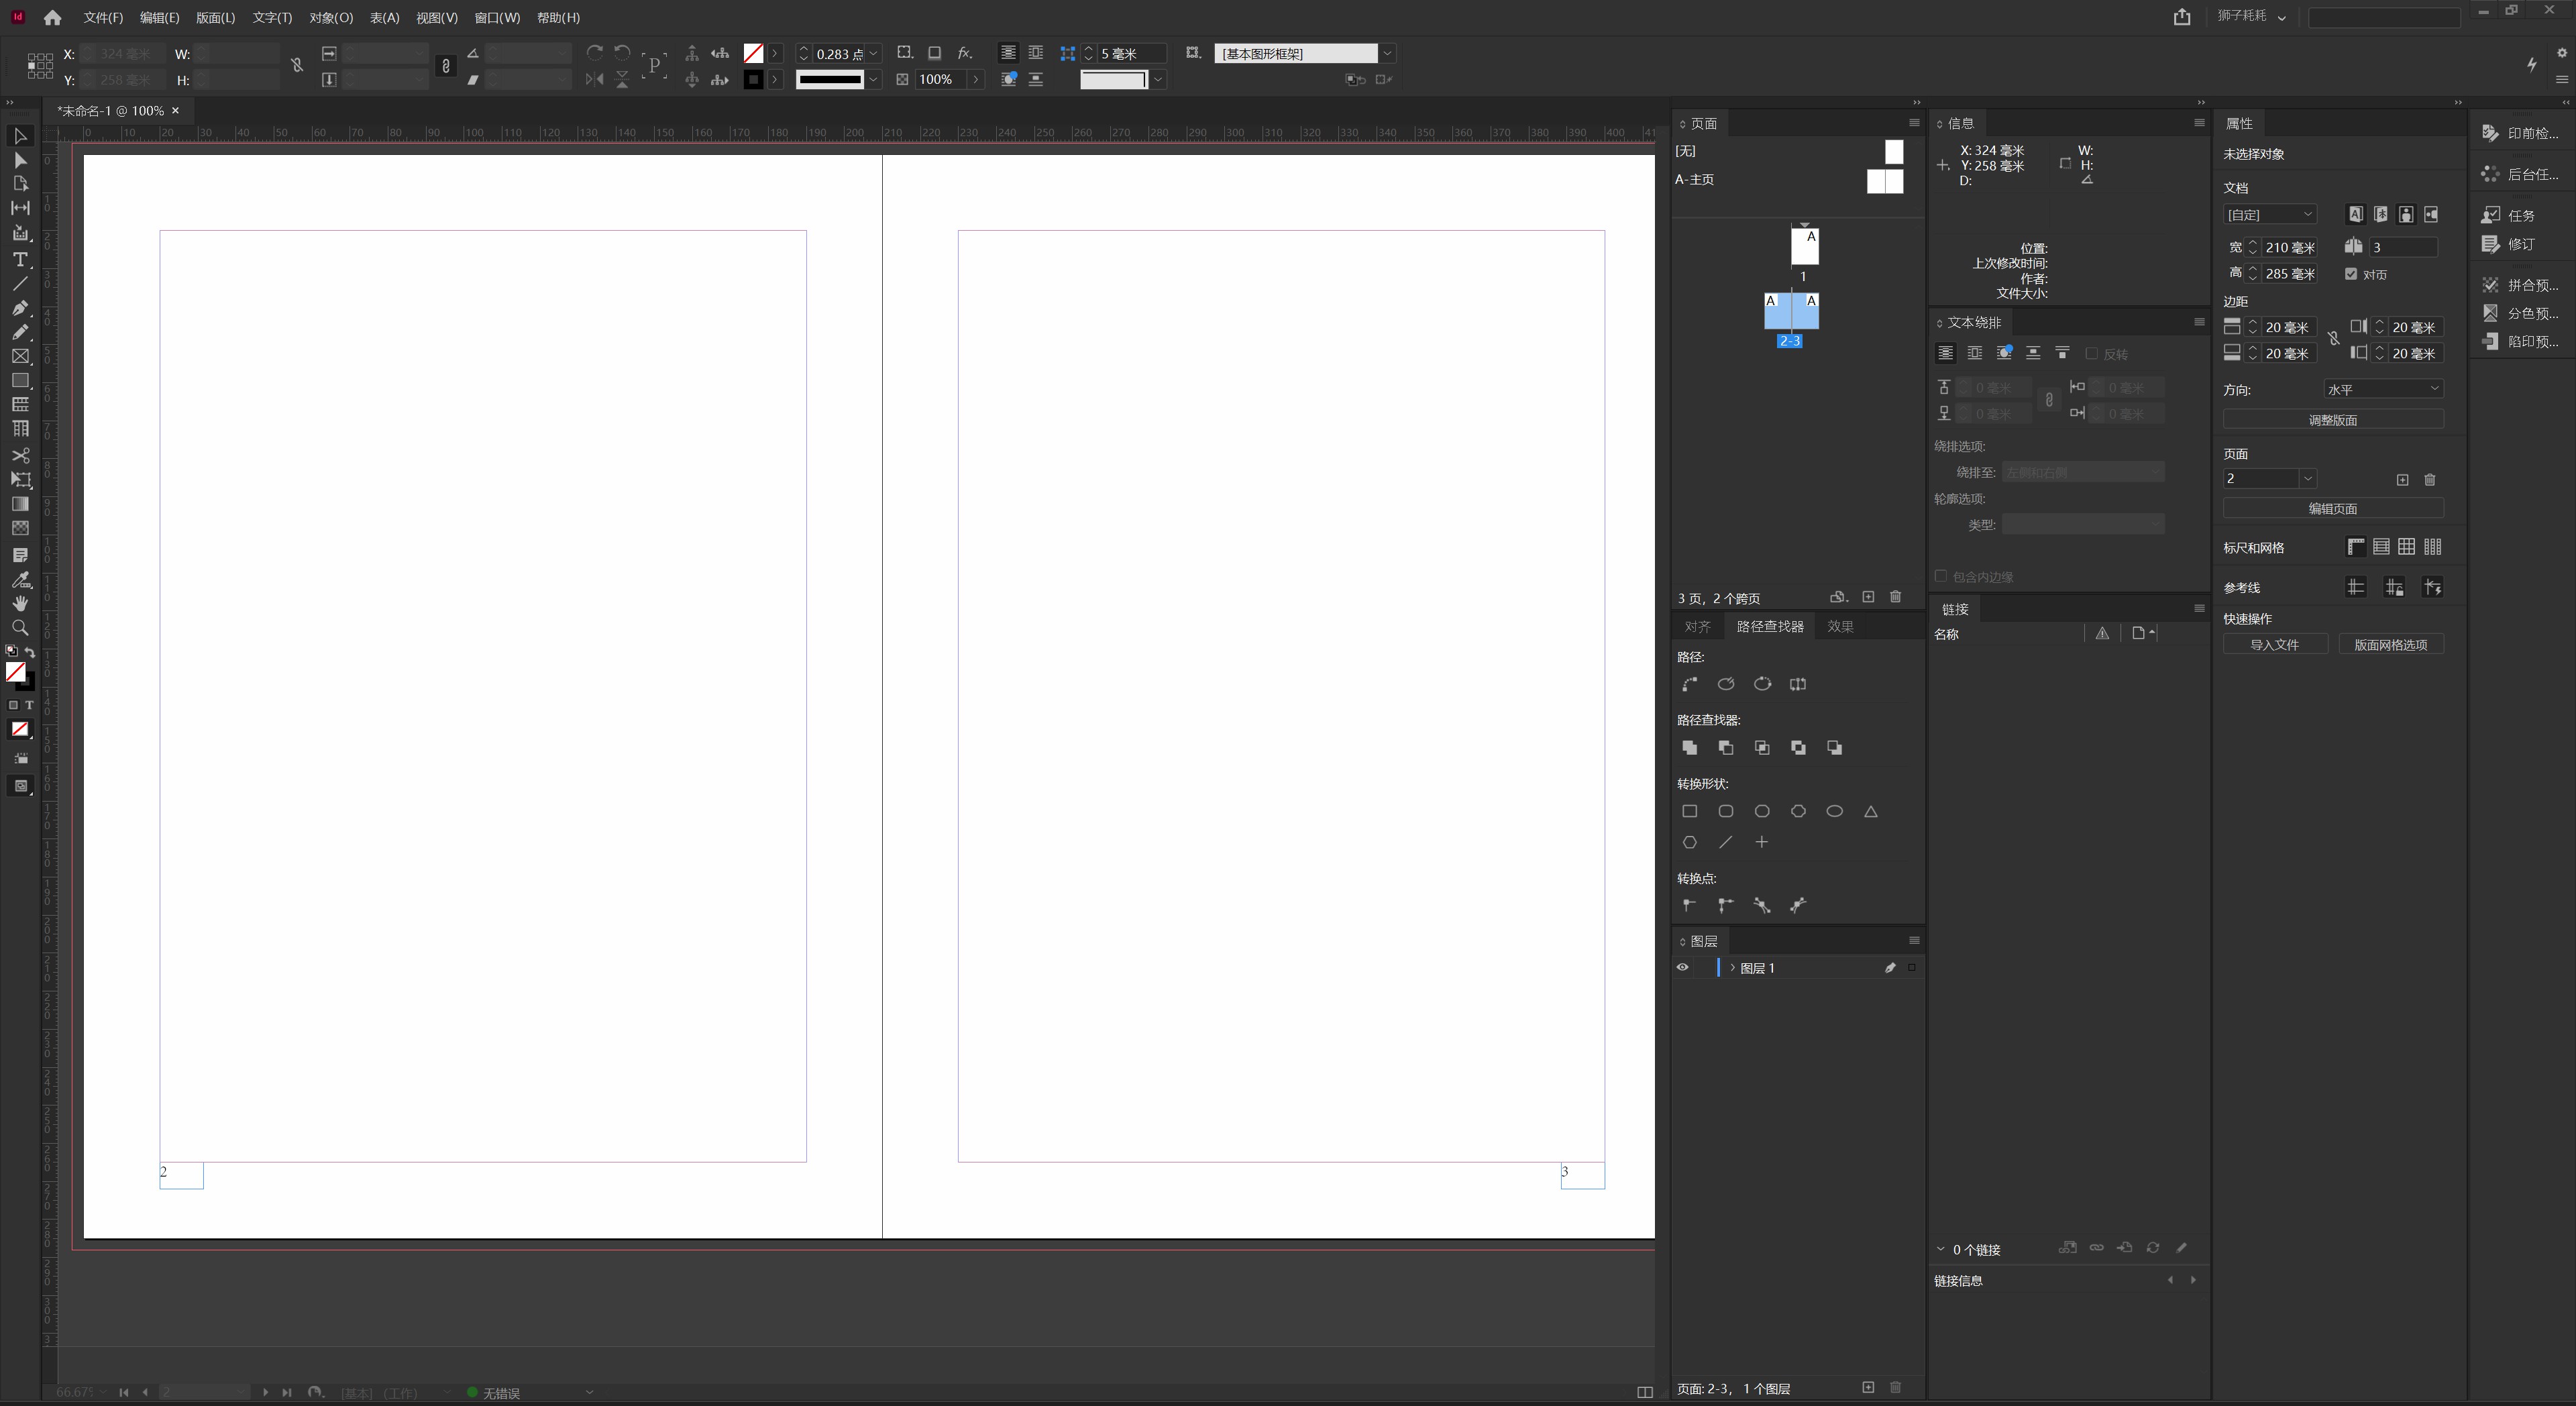 Id
文件(F) 编辑(E) 版面(L) 文字(T) 对象(O) 表(A) 视图(V) 窗口(W) 帮助(H)
狮子耗耗
X: 324 毫米 W:
Y: 258 毫米 H:
P
0.283 点
fx.
5 毫米
[基本图形框架]
100%
*未命名-1 @ 100% ×
0 10 20 30 40 50 60 70 80 90 100 110 120 130 140 150 160 170 180 190 200 210 220 230 240 250 260 270 280 290 300 310 320 330 340 350 360 370 380 390 400 41
2
3
66.67%
2
[基本] （工作）
无错误
页面
[无]
A-主页
A
1
A A
2-3
3 页，2 个跨页
对齐 路径查找器 效果
路径:
路径查找器:
转换形状:
转换点:
图层
图层 1
页面: 2-3， 1 个图层
信息
X: 324 毫米 W:
Y: 258 毫米 H:
D:
位置:
上次修改时间:
作者:
文件大小:
文本绕排
反转
0 毫米 0 毫米
0 毫米 0 毫米
绕排选项:
绕排至: 左侧和右侧
轮廓选项:
类型:
包含内边缘
链接
名称
0 个链接
链接信息
属性
未选择对象
文档
[自定]
宽 210 毫米 3
高 285 毫米 对页
边距
20 毫米 20 毫米
20 毫米 20 毫米
方向: 水平
调整版面
页面
2
编辑页面
标尺和网格
参考线
快速操作
导入文件 版面网格选项
印前检...
后台任...
任务
修订
拼合预...
分色预...
陷印预...